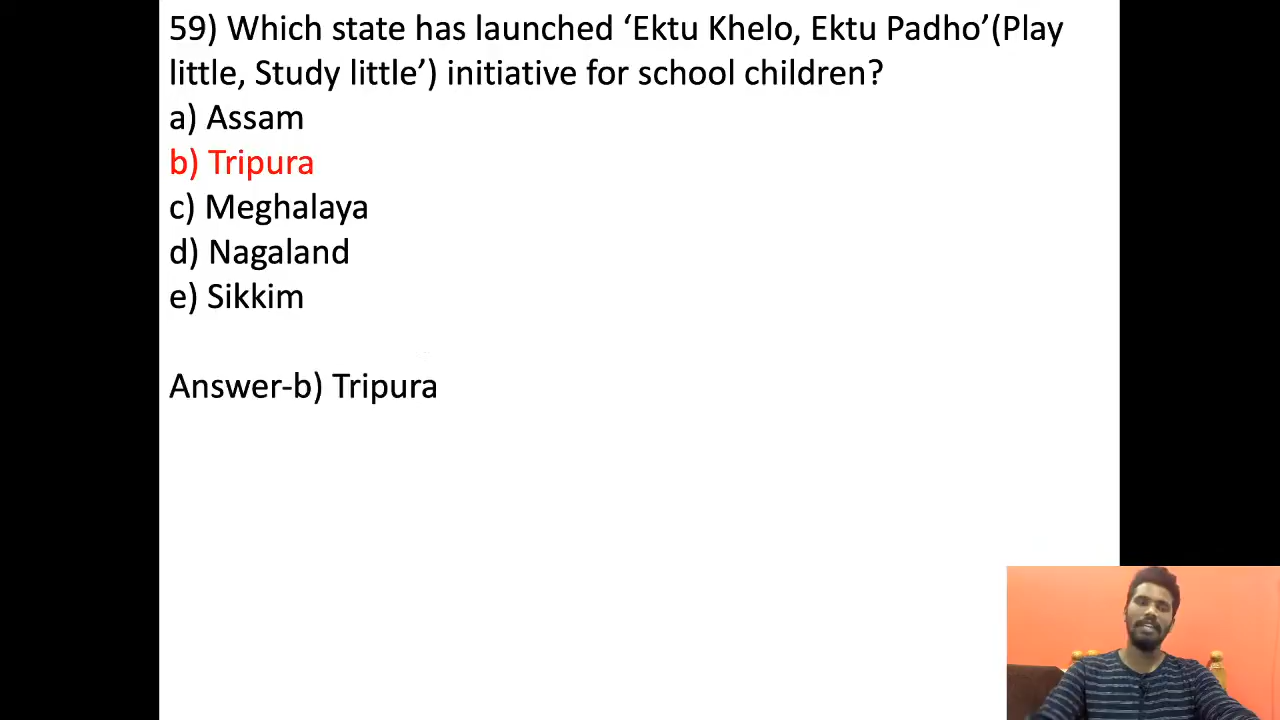 59) Which state has launched ‘Ektu Khelo, Ektu Padho’(Play
little, Study little’) initiative for school children?
a) Assam
b) Tripura
c) Meghalaya
d) Nagaland
e) Sikkim
Answer-b) Tripura